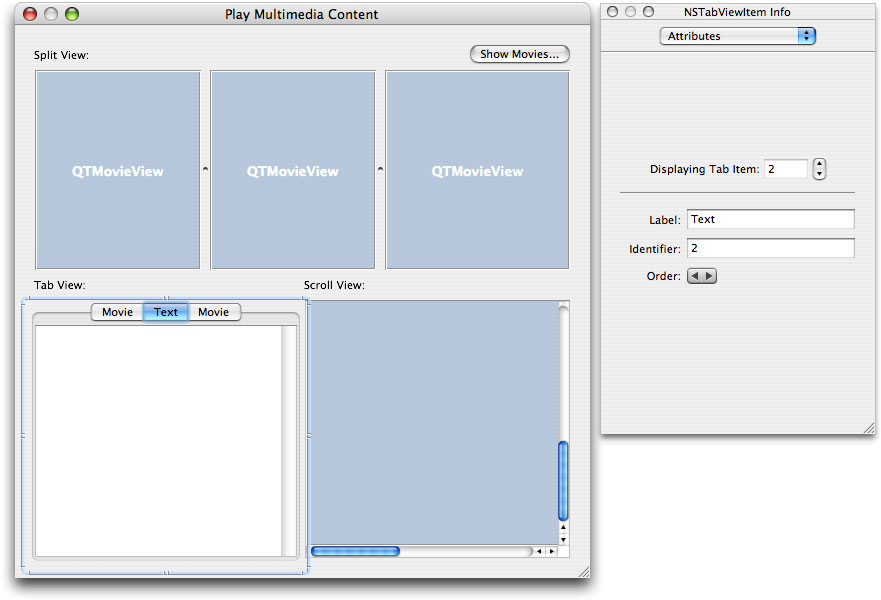 Play Multimedia Content
Split View:
Show Movies...
QTMovieView
QTMovieView
QTMovieView
Tab View:
Scroll View:
Movie
Text
Movie
NSTabViewItem Info
Attributes
Displaying Tab Item: 2
Label: Text
Identifier: 2
Order: